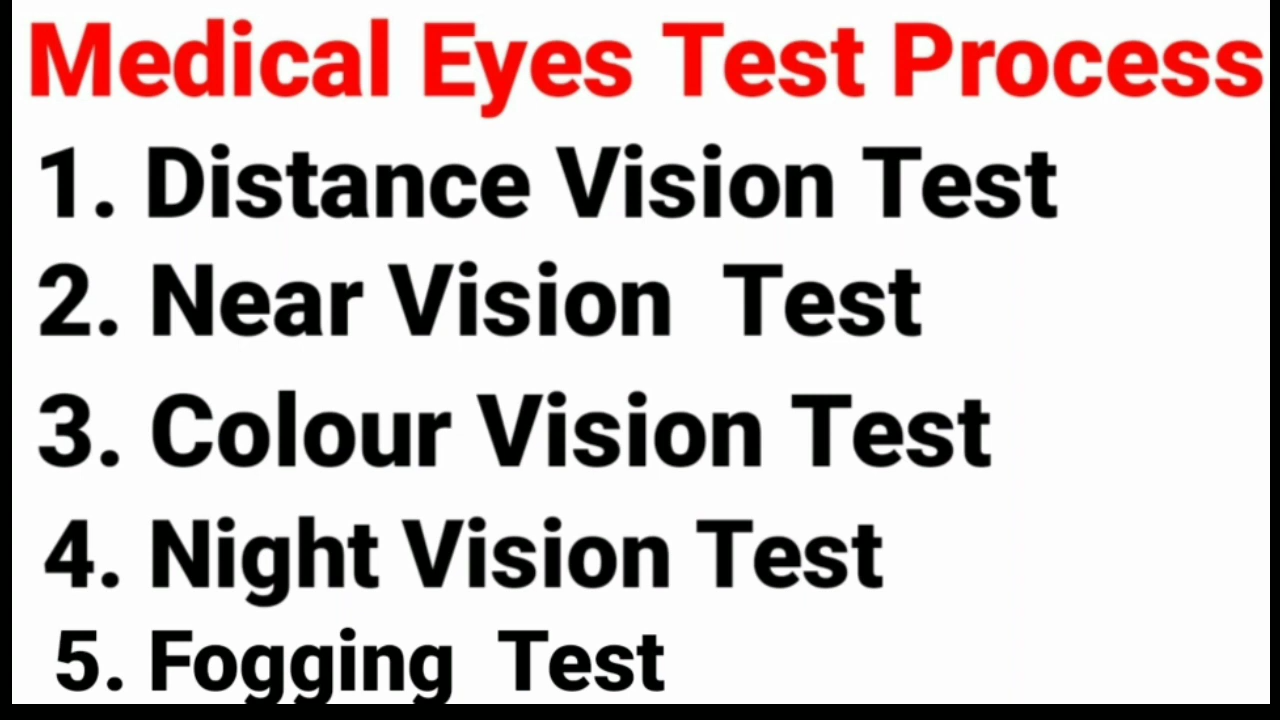 Medical Eyes Test Process
1. Distance Vision Test
2. Near Vision Test
3. Colour Vision Test
4. Night Vision Test
5. Fogging Test